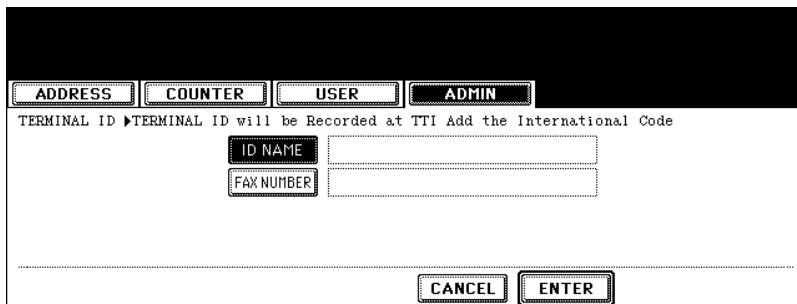 ADDRESS COUNTER USER ADMIN
TERMINAL ID ▶TERMINAL ID will be Recorded at TTI Add the International Code
ID NAME
FAX NUMBER
CANCEL ENTER